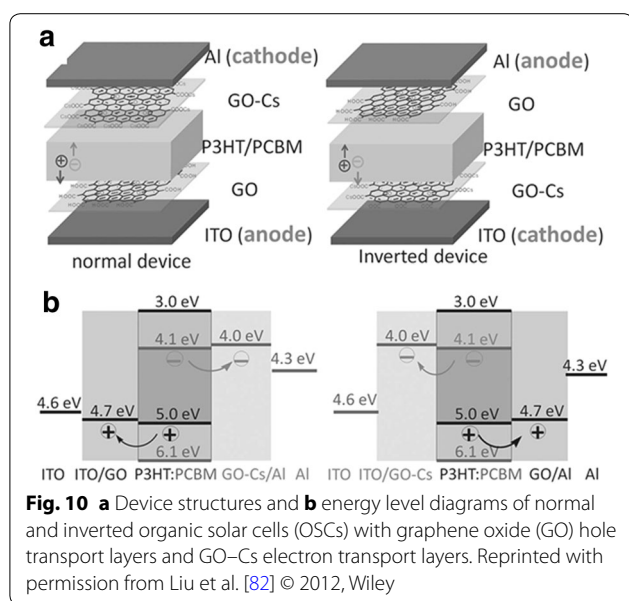 a
Al (cathode)
GO-Cs
P3HT/PCBM
GO
ITO (anode)
normal device
Al (anode)
GO
P3HT/PCBM
GO-Cs
ITO (cathode)
Inverted device
b
3.0 eV
4.1 eV 4.0 eV
4.3 eV
4.6 eV
4.7 eV 5.0 eV
6.1 eV
ITO ITO/GO P3HT:PCBM GO-Cs/Al Al
3.0 eV
4.0 eV 4.1 eV
4.3 eV
4.6 eV
5.0 eV 4.7 eV
6.1 eV
ITO ITO/GO-Cs P3HT:PCBM GO/Al Al
Fig. 10 a Device structures and b energy level diagrams of normal
and inverted organic solar cells (OSCs) with graphene oxide (GO) hole
transport layers and GO–Cs electron transport layers. Reprinted with
permission from Liu et al. [82] © 2012, Wiley